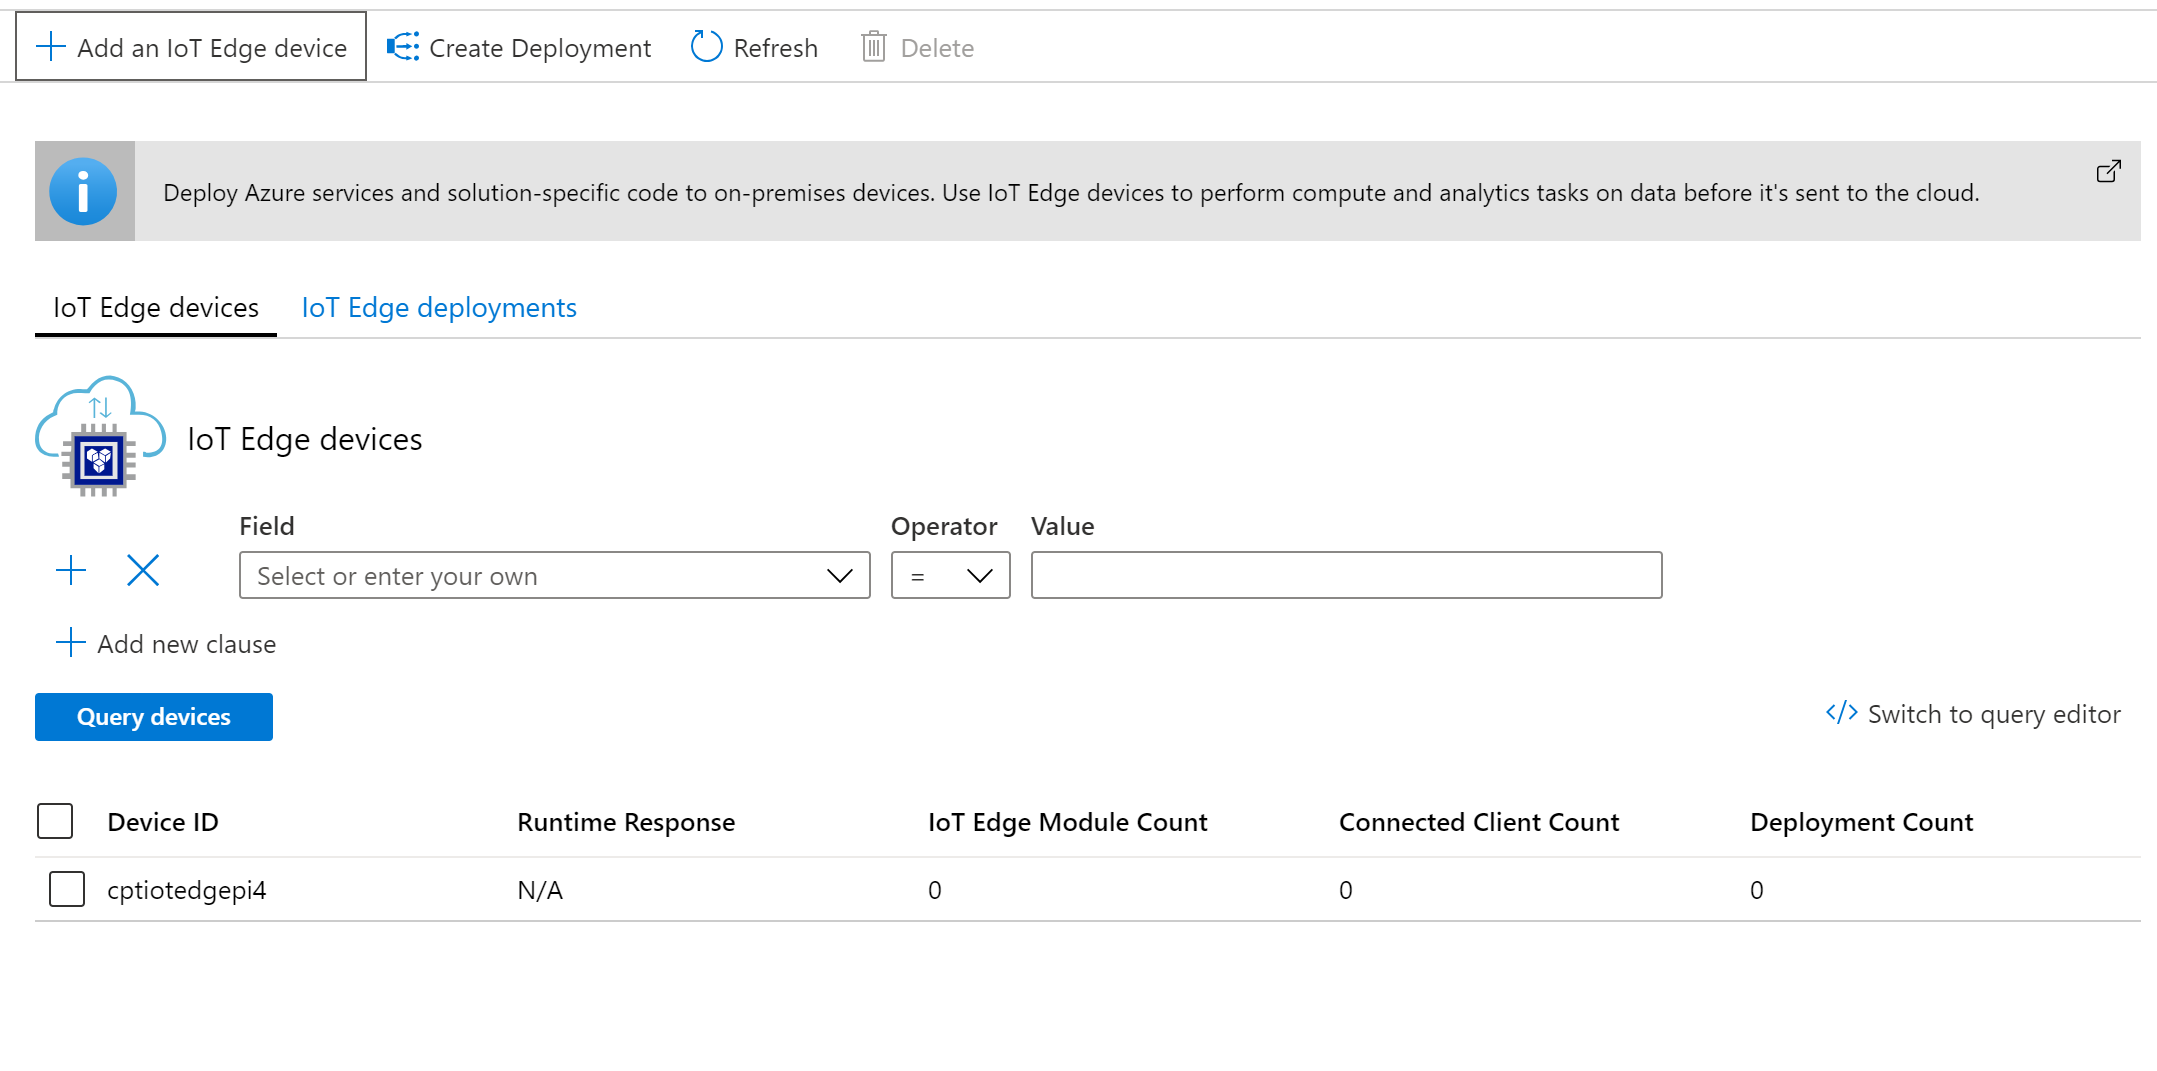 Add an IoT Edge device Create Deployment Refresh Delete
Deploy Azure services and solution-specific code to on-premises devices. Use IoT Edge devices to perform compute and analytics tasks on data before it's sent to the cloud.
IoT Edge devices IoT Edge deployments
IoT Edge devices
Field Operator Value
Select or enter your own =
Add new clause
Query devices </> Switch to query editor
Device ID Runtime Response IoT Edge Module Count Connected Client Count Deployment Count
cptiotedgepi4 N/A 0 0 0